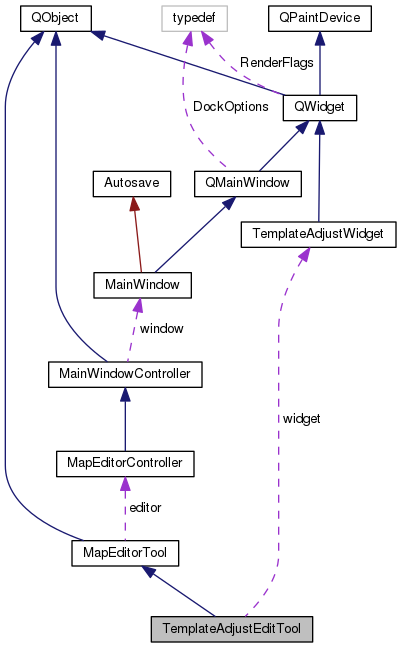 QObject
typedef
QPaintDevice
RenderFlags
DockOptions
QWidget
Autosave
QMainWindow
TemplateAdjustWidget
MainWindow
window
MainWindowController
widget
MapEditorController
editor
MapEditorTool
TemplateAdjustEditTool